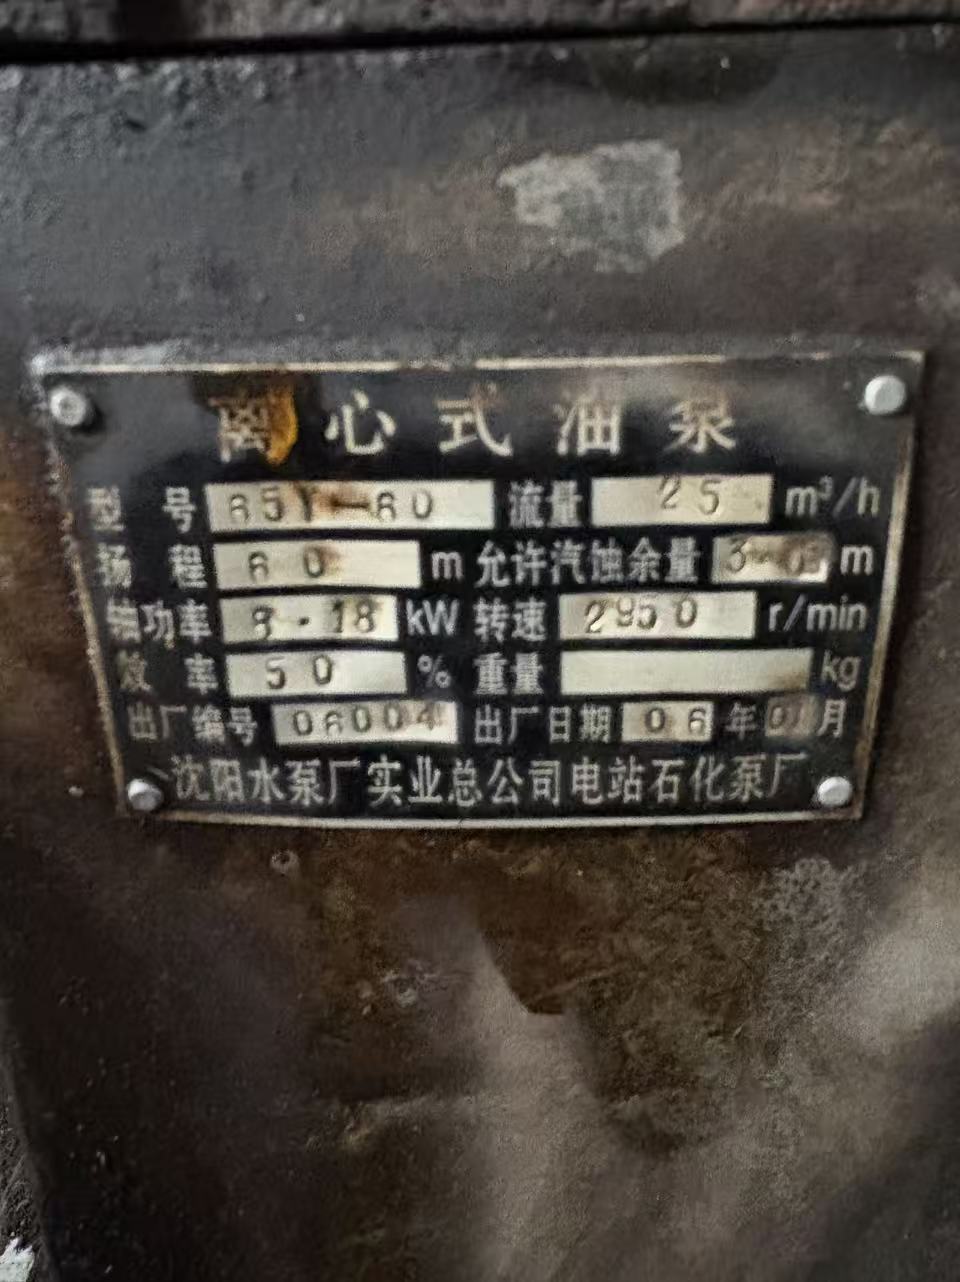 离心式油泵
型号 65Y-60 流量 25 m³/h
扬程 60 m 允许汽蚀余量 m
轴功率 8.18 kW 转速 2950 r/min
效率 50 % 重量 kg
出厂编号 06004 出厂日期 06年 月
沈阳水泵厂实业总公司电站石化泵厂